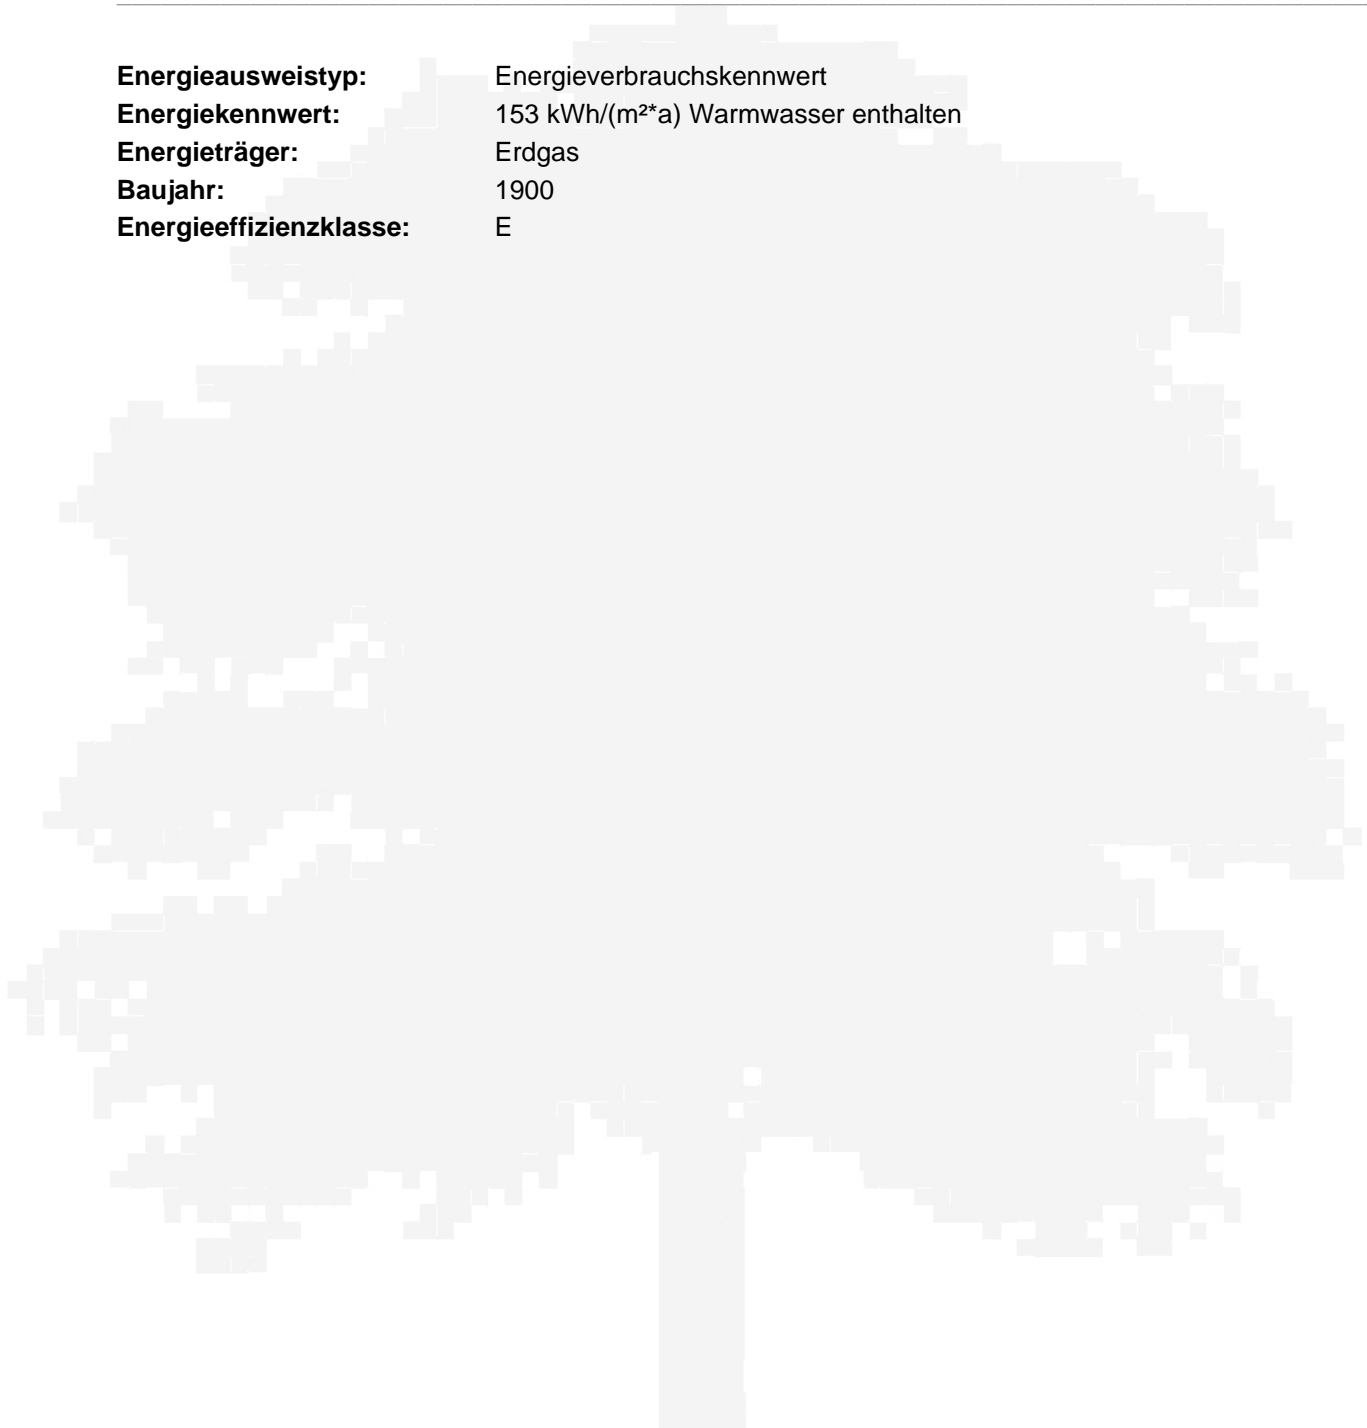 Energieausweistyp: Energieverbrauchskennwert
Energiekennwert: 153 kWh/(m²*a) Warmwasser enthalten
Energieträger: Erdgas
Baujahr: 1900
Energieeffizienzklasse: E